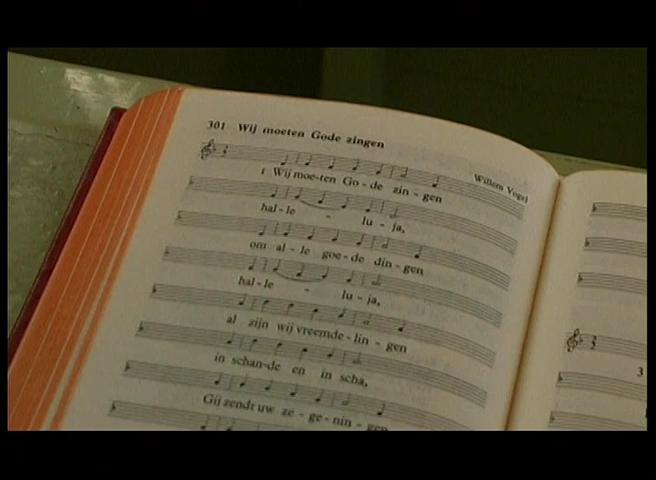 301 Wij moeten Gode zingen
Willem Vogel
1 Wij moe-ten Go - de zin - gen
hal - le - lu - ja,
om al - le goe - de din - gen
hal - le - lu - ja,
al zijn wij vreemde - lin - gen
in schan-de en in scha,
Gij zendt uw ze - ge - nin - gen
3